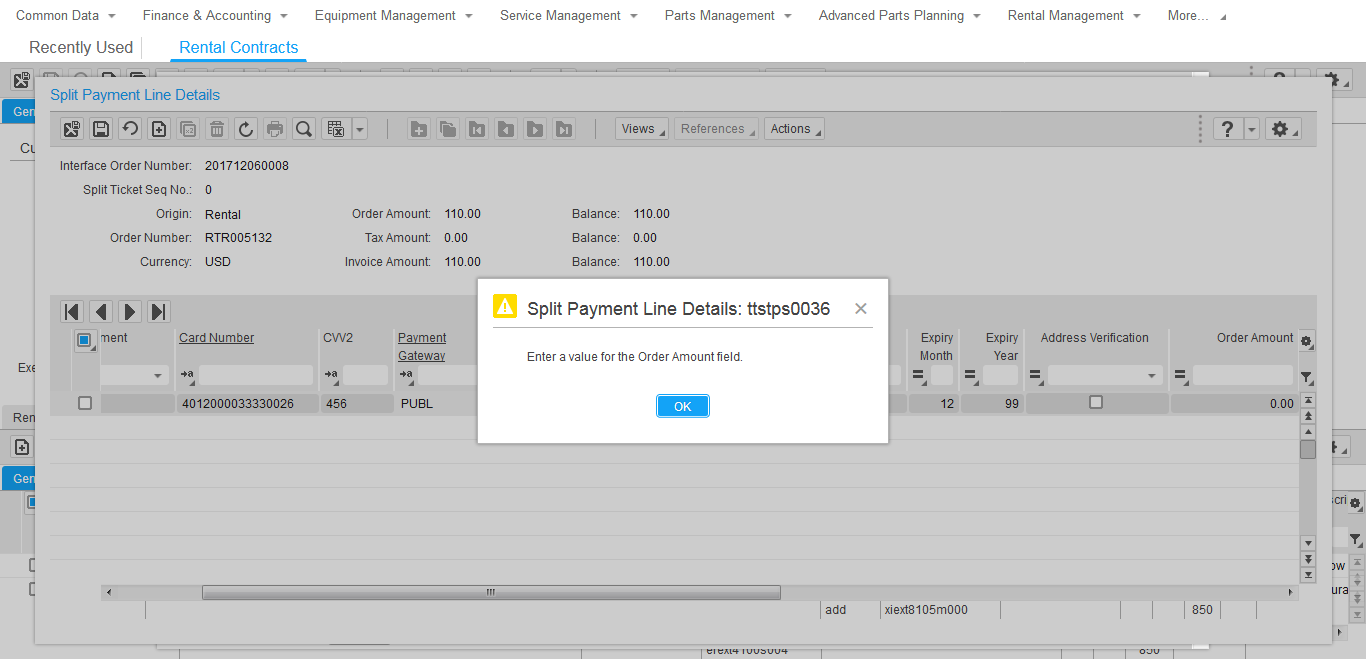 Common Data Finance & Accounting Equipment Management Service Management Parts Management Advanced Parts Planning Rental Management More...
Recently Used Rental Contracts
Split Payment Line Details
Gen
Views References Actions
Cu
Interface Order Number: 201712060008
Split Ticket Seq No.: 0
Origin: Rental Order Amount: 110.00 Balance: 110.00
Order Number: RTR005132 Tax Amount: 0.00 Balance: 0.00
Currency: USD Invoice Amount: 110.00 Balance: 110.00
Split Payment Line Details: ttstps0036
Enter a value for the Order Amount field.
OK
ment Card Number CVV2 Payment Gateway Expiry Month Expiry Year Address Verification Order Amount
Exe
4012000033330026 456 PUBL 12 99 0.00
Ren
Gen
scri
ow
ura
add xiext8105m000 850
erext4100s004 850